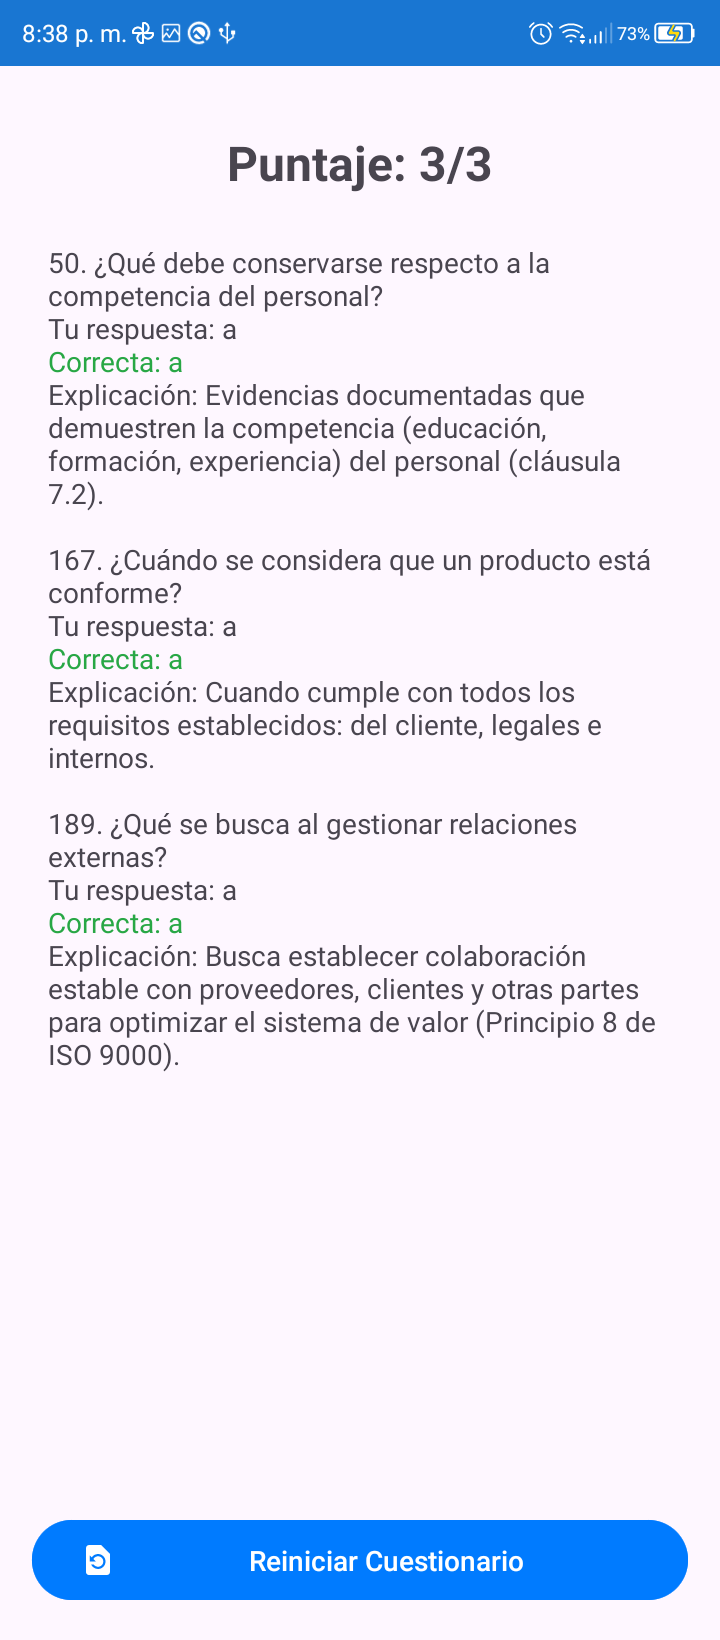 8:38 p. m.
73%
Puntaje: 3/3
50. ¿Qué debe conservarse respecto a la
competencia del personal?
Tu respuesta: a
Correcta: a
Explicación: Evidencias documentadas que
demuestren la competencia (educación,
formación, experiencia) del personal (cláusula
7.2).
167. ¿Cuándo se considera que un producto está
conforme?
Tu respuesta: a
Correcta: a
Explicación: Cuando cumple con todos los
requisitos establecidos: del cliente, legales e
internos.
189. ¿Qué se busca al gestionar relaciones
externas?
Tu respuesta: a
Correcta: a
Explicación: Busca establecer colaboración
estable con proveedores, clientes y otras partes
para optimizar el sistema de valor (Principio 8 de
ISO 9000).
Reiniciar Cuestionario